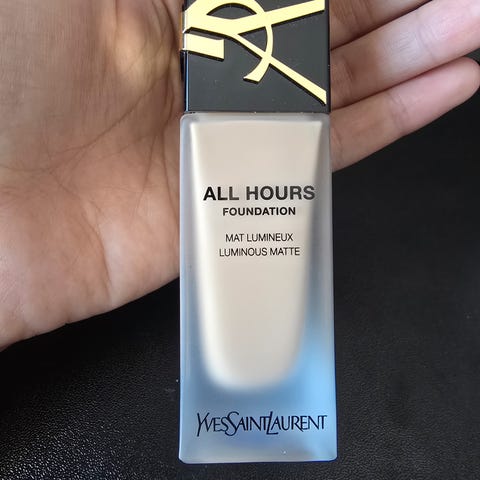 ALL HOURS
FOUNDATION
MAT LUMINEUX
LUMINOUS MATTE
YVESSAINTLAURENT